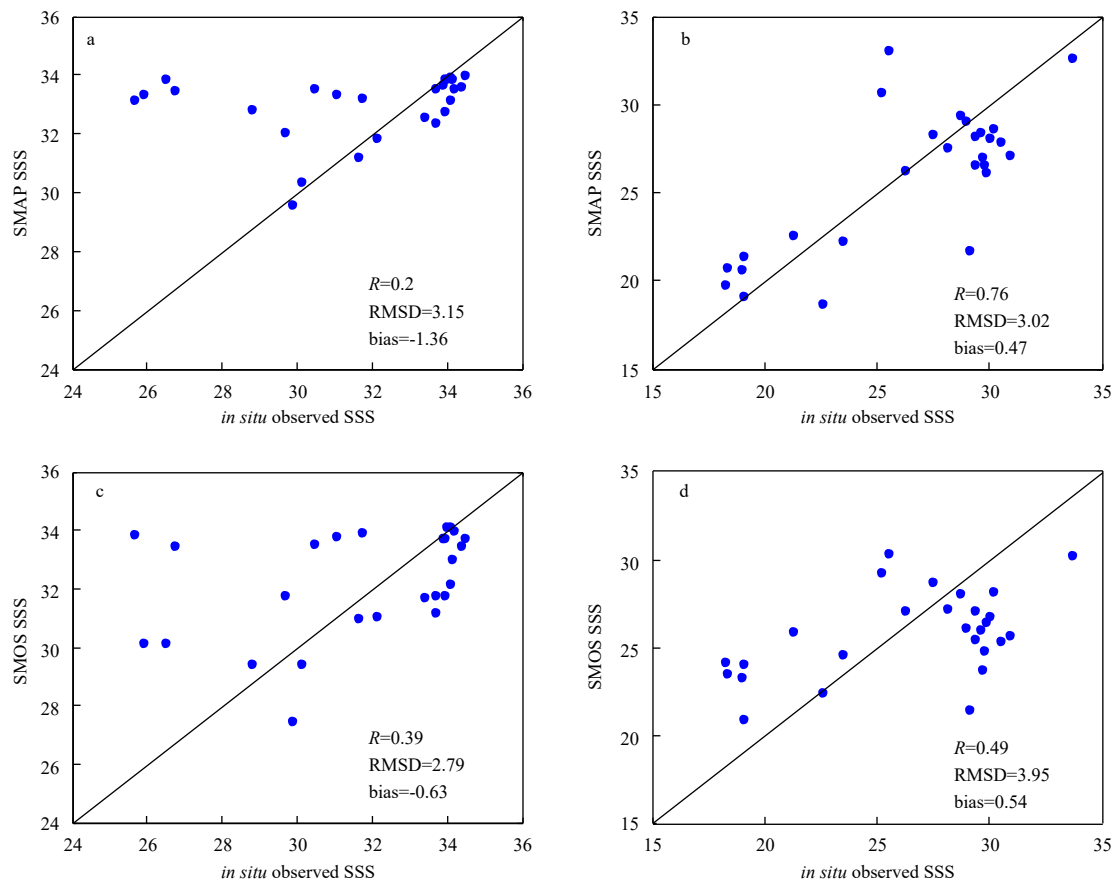 a
36
34
32
30
28
26
24
SMAP SSS
R=0.2
RMSD=3.15
bias=-1.36
24 26 28 30 32 34 36
in situ observed SSS
b
35
30
25
20
15
SMAP SSS
R=0.76
RMSD=3.02
bias=0.47
15 20 25 30 35
in situ observed SSS
c
36
34
32
30
28
26
24
SMOS SSS
R=0.39
RMSD=2.79
bias=-0.63
24 26 28 30 32 34 36
in situ observed SSS
d
35
30
25
20
15
SMOS SSS
R=0.49
RMSD=3.95
bias=0.54
15 20 25 30 35
in situ observed SSS